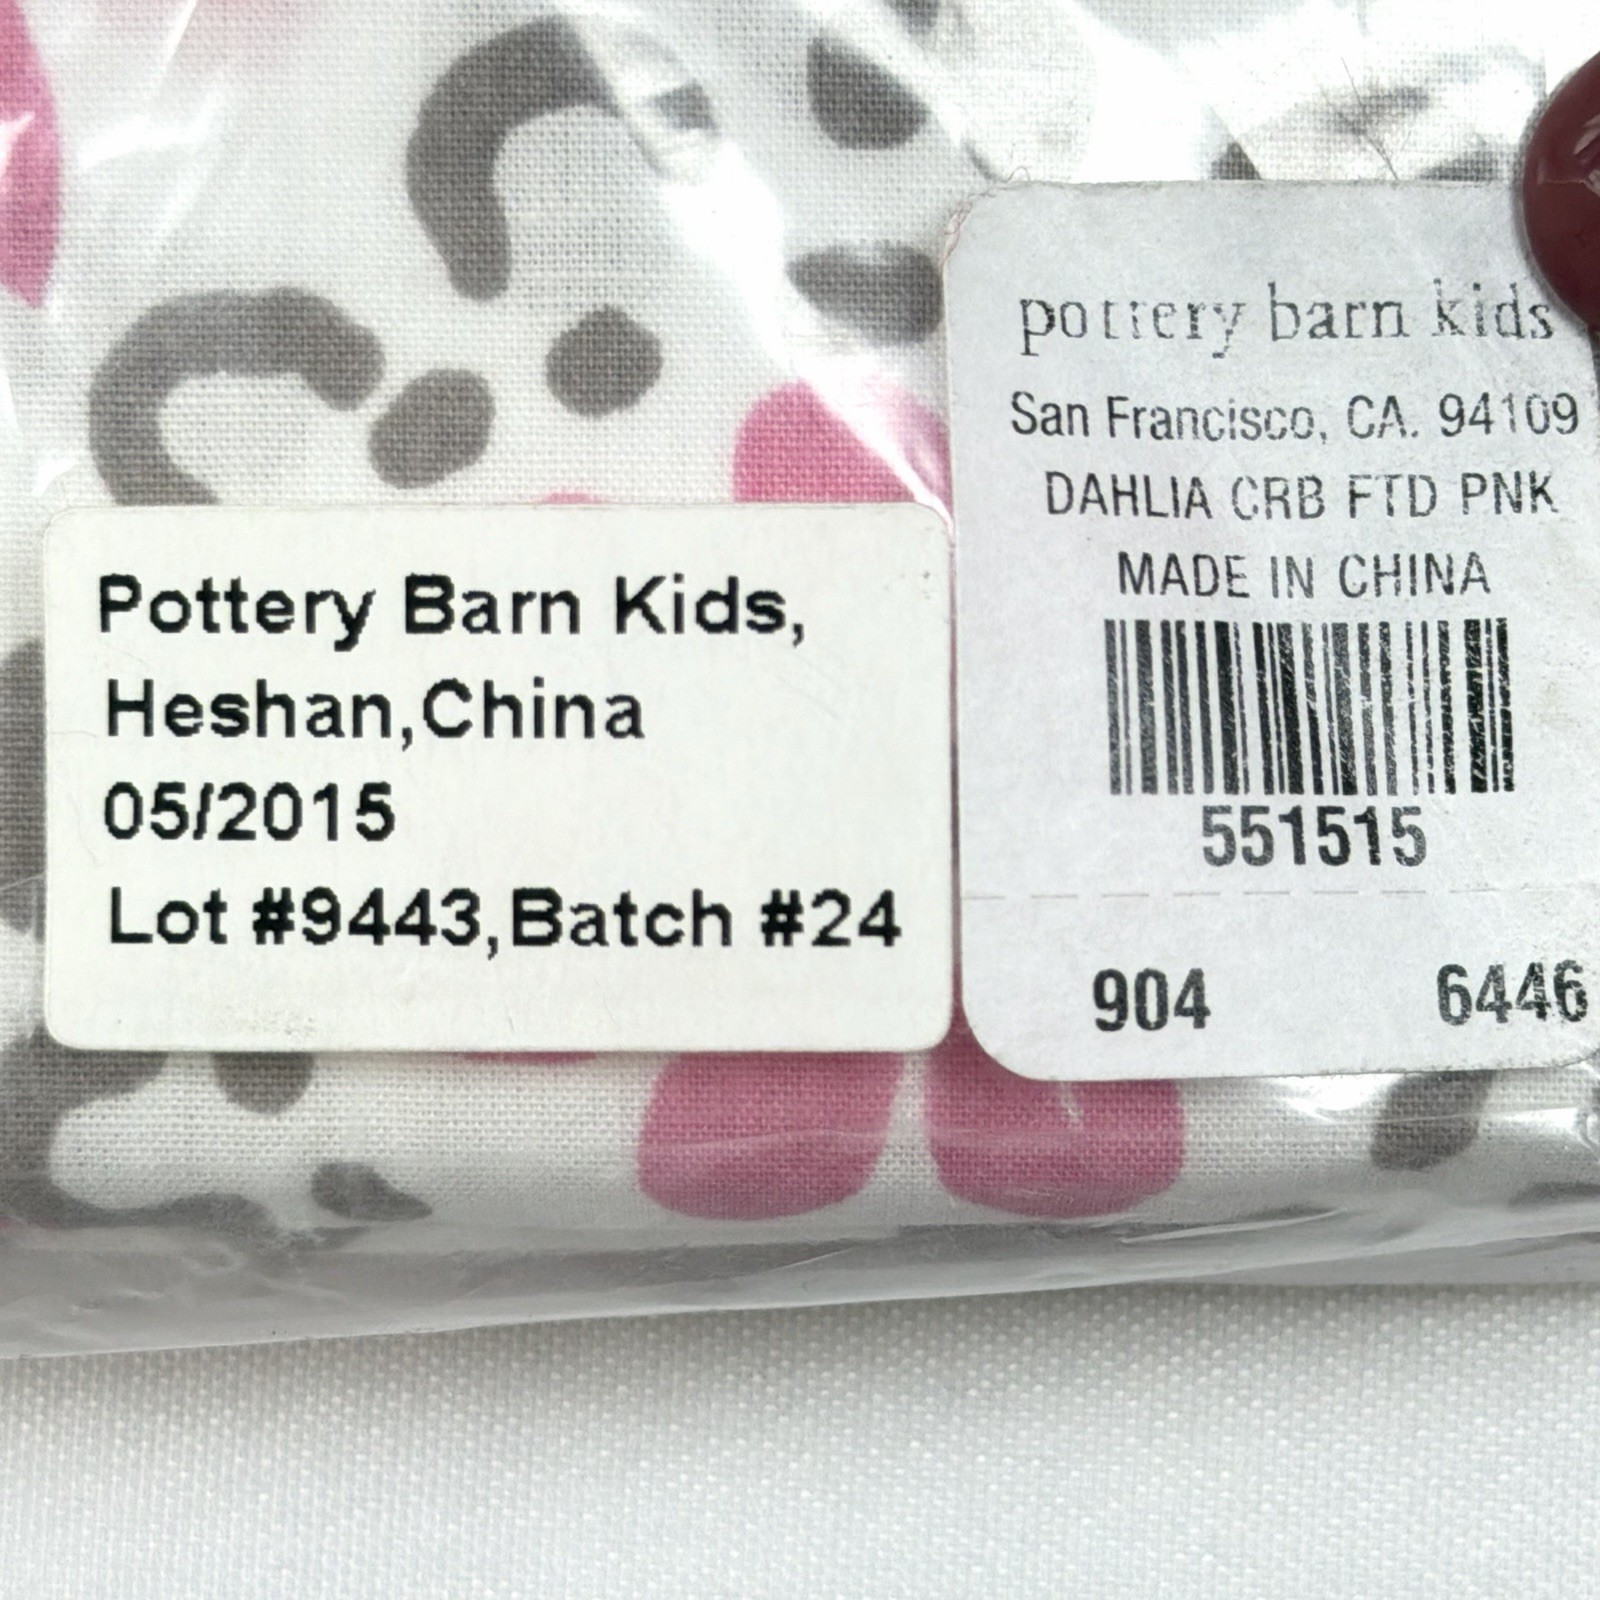 Pottery Barn Kids,
Heshan,China
05/2015
Lot #9443,Batch #24
pottery barn kids
San Francisco, CA. 94109
DAHLIA CRB FTD PNK
MADE IN CHINA
551515
904 6446